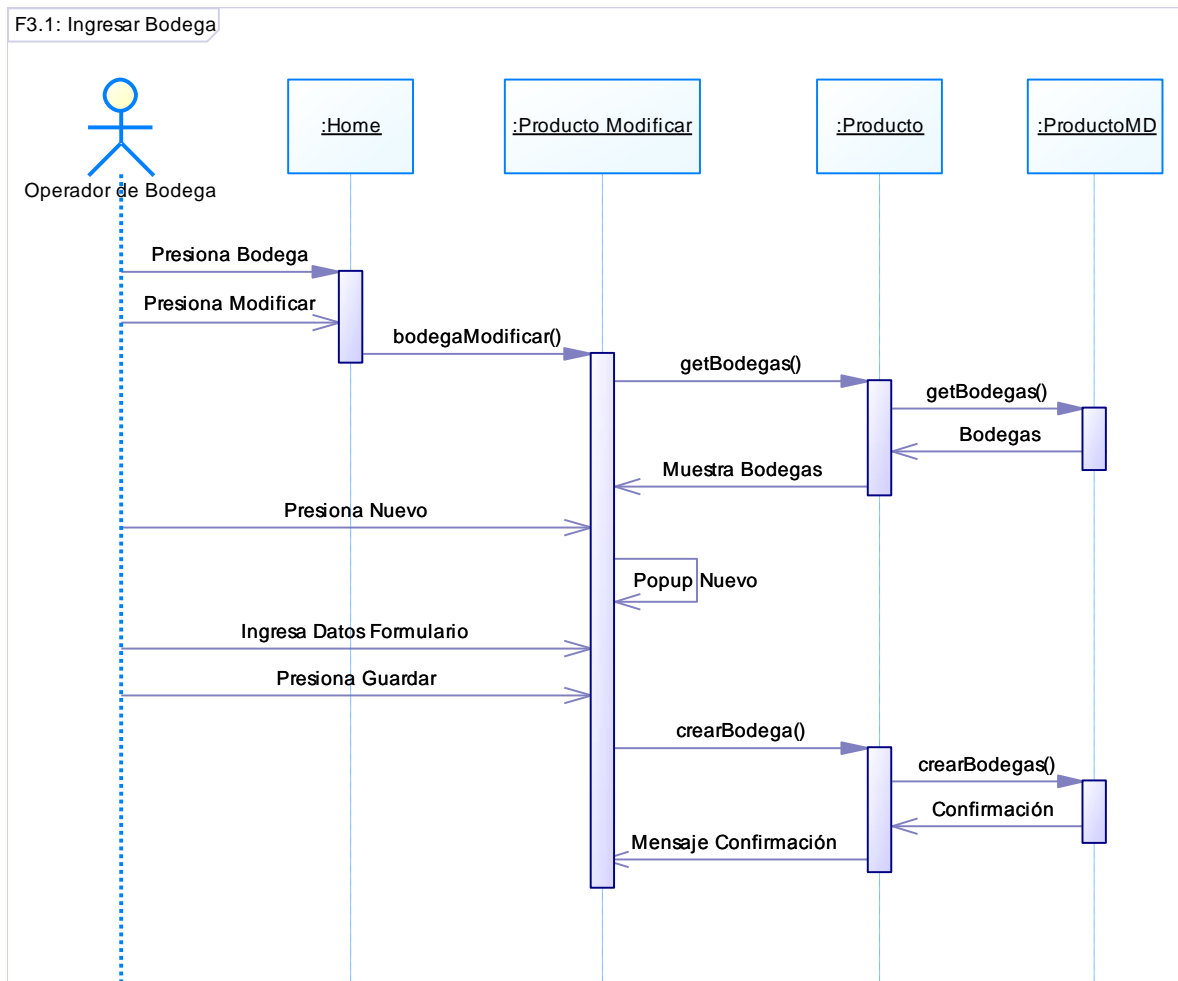 F3.1: Ingresar Bodega
:Home
:Producto Modificar
:Producto
:ProductoMD
Operador de Bodega
Presiona Bodega
Presiona Modificar
bodegaModificar()
getBodegas()
getBodegas()
Bodegas
Muestra Bodegas
Presiona Nuevo
Popup Nuevo
Ingresa Datos Formulario
Presiona Guardar
crearBodega()
crearBodegas()
Confirmación
Mensaje Confirmación